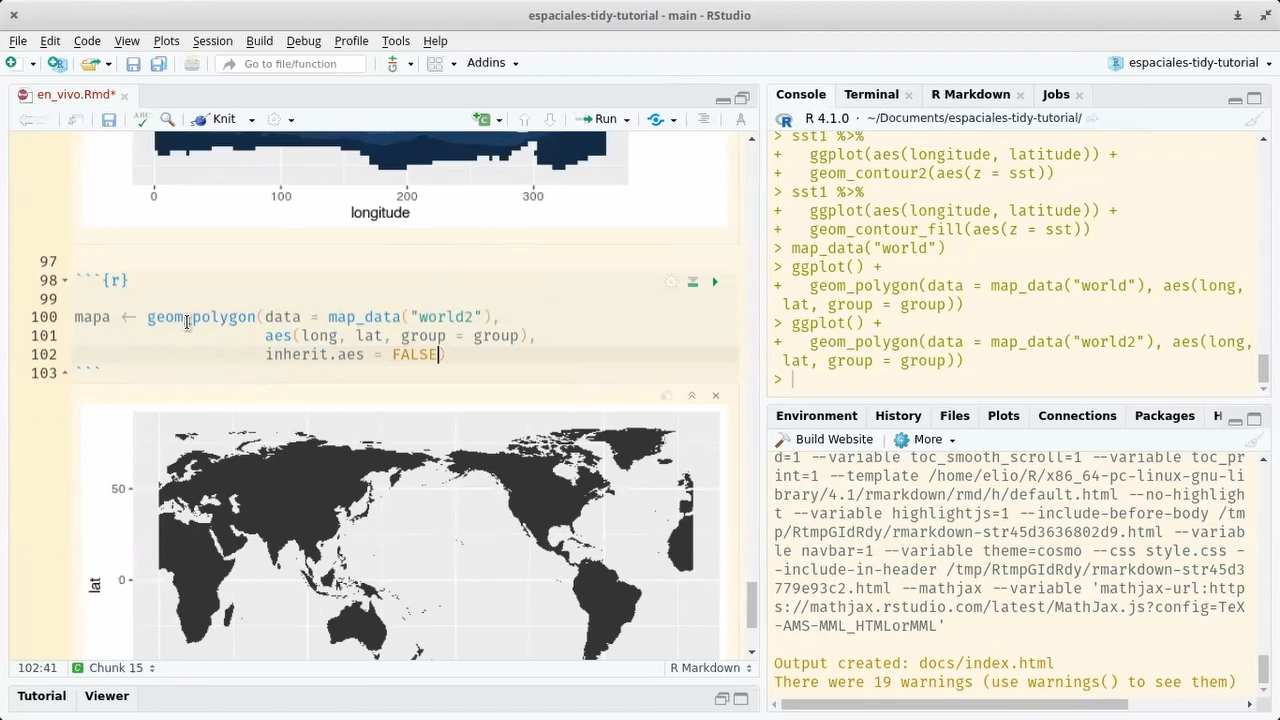 espaciales-tidy-tutorial - main - RStudio
File Edit Code View Plots Session Build Debug Profile Tools Help
Go to file/function
Addins
espaciales-tidy-tutorial
en_vivo.Rmd*
Knit
Run
0 100 200 300
longitude
97
98 ```{r}
99
100 mapa <- geom_polygon(data = map_data("world2"),
101 aes(long, lat, group = group),
102 inherit.aes = FALSE)
103 ```
50
0
lat
102:41 Chunk 15 R Markdown
Tutorial Viewer
Console Terminal R Markdown Jobs
R 4.1.0 · ~/Documents/espaciales-tidy-tutorial/
> sst1 %>%
+ ggplot(aes(longitude, latitude)) +
+ geom_contour2(aes(z = sst))
> sst1 %>%
+ ggplot(aes(longitude, latitude)) +
+ geom_contour_fill(aes(z = sst))
> map_data("world")
> ggplot() +
+ geom_polygon(data = map_data("world"), aes(long,
lat, group = group))
> ggplot() +
+ geom_polygon(data = map_data("world2"), aes(long,
lat, group = group))
>
Environment History Files Plots Connections Packages H
Build Website More
d=1 --variable toc_smooth_scroll=1 --variable toc_pr
int=1 --template /home/elio/R/x86_64-pc-linux-gnu-li
brary/4.1/rmarkdown/rmd/h/default.html --no-highligh
t --variable highlightjs=1 --include-before-body /tm
p/RtmpGIdRdy/rmarkdown-str45d3636802d9.html --variab
le navbar=1 --variable theme=cosmo --css style.css -
-include-in-header /tmp/RtmpGIdRdy/rmarkdown-str45d3
779e93c2.html --mathjax --variable 'mathjax-url:http
s://mathjax.rstudio.com/latest/MathJax.js?config=TeX
-AMS-MML_HTMLorMML'
Output created: docs/index.html
There were 19 warnings (use warnings() to see them)